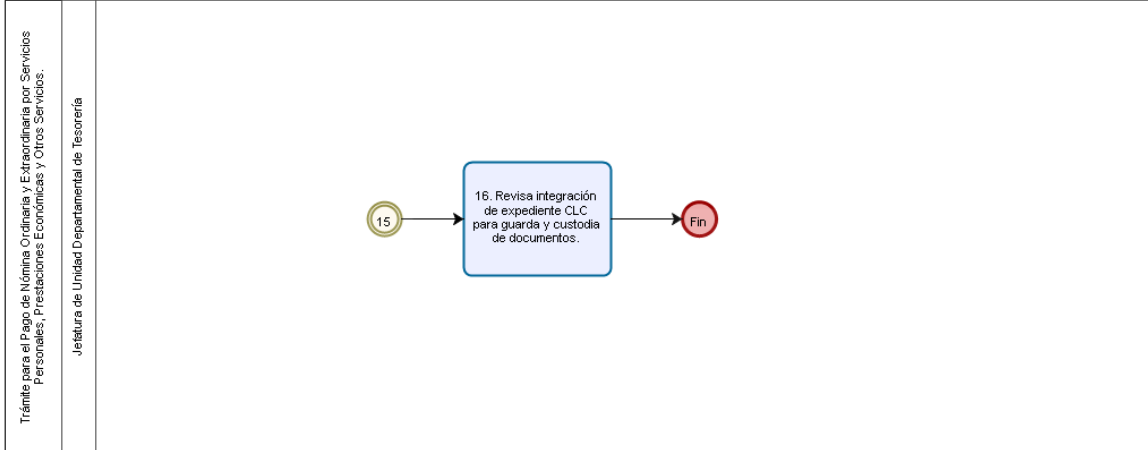 Trámite para el Pago de Nómina Ordinaria y Extraordinaria por Servicios
Personales, Prestaciones Económicas y Otros Servicios.
Jefatura de Unidad Departamental de Tesorería
15
16. Revisa integración
de expediente CLC
para guarda y custodia
de documentos.
Fin